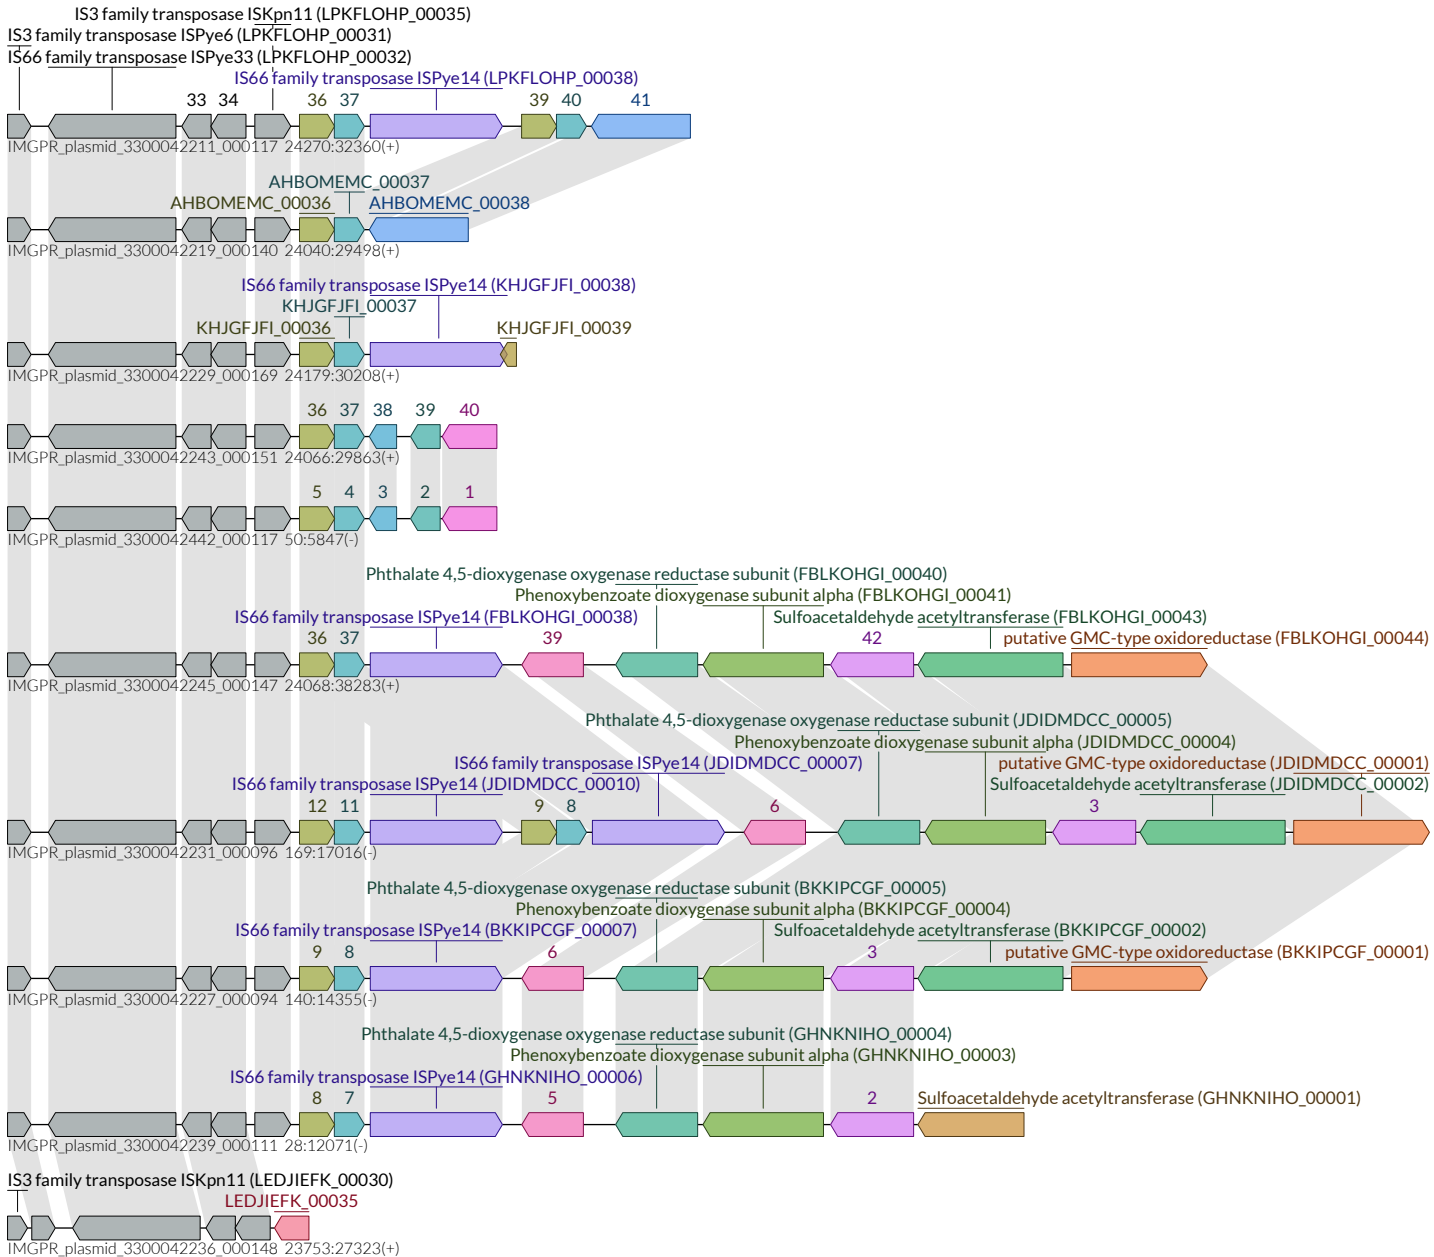 IS3 family transposase ISKpn11 (LPKFLOHP_00035)
IS3 family transposase ISPye6 (LPKFLOHP_00031)
IS66 family transposase ISPye33 (LPKFLOHP_00032)
IS66 family transposase ISPye14 (LPKFLOHP_00038)
33 34 36 37 39 40 41
IMGPR_plasmid_3300042211_000117 24270:32360(+)
AHBOMEMC_00037
AHBOMEMC_00036 AHBOMEMC_00038
IMGPR_plasmid_3300042219_000140 24040:29498(+)
IS66 family transposase ISPye14 (KHJGFJFI_00038)
KHJGFJFI_00037
KHJGFJFI_00036 KHJGFJFI_00039
IMGPR_plasmid_3300042229_000169 24179:30208(+)
36 37 38 39 40
IMGPR_plasmid_3300042243_000151 24066:29863(+)
5 4 3 2 1
IMGPR_plasmid_3300042442_000117 50:5847(-)
Phthalate 4,5-dioxygenase oxygenase reductase subunit (FBLKOHGI_00040)
Phenoxybenzoate dioxygenase subunit alpha (FBLKOHGI_00041)
IS66 family transposase ISPye14 (FBLKOHGI_00038) Sulfoacetaldehyde acetyltransferase (FBLKOHGI_00043)
36 37 39 42 putative GMC-type oxidoreductase (FBLKOHGI_00044)
IMGPR_plasmid_3300042245_000147 24068:38283(+)
Phthalate 4,5-dioxygenase oxygenase reductase subunit (JDIDMDCC_00005)
Phenoxybenzoate dioxygenase subunit alpha (JDIDMDCC_00004)
IS66 family transposase ISPye14 (JDIDMDCC_00007) putative GMC-type oxidoreductase (JDIDMDCC_00001)
IS66 family transposase ISPye14 (JDIDMDCC_00010) Sulfoacetaldehyde acetyltransferase (JDIDMDCC_00002)
12 11 9 8 6 3
IMGPR_plasmid_3300042231_000096 169:17016(-)
Phthalate 4,5-dioxygenase oxygenase reductase subunit (BKKIPCGF_00005)
Phenoxybenzoate dioxygenase subunit alpha (BKKIPCGF_00004)
IS66 family transposase ISPye14 (BKKIPCGF_00007) Sulfoacetaldehyde acetyltransferase (BKKIPCGF_00002)
9 8 6 3 putative GMC-type oxidoreductase (BKKIPCGF_00001)
IMGPR_plasmid_3300042227_000094 140:14355(-)
Phthalate 4,5-dioxygenase oxygenase reductase subunit (GHNKNIHO_00004)
Phenoxybenzoate dioxygenase subunit alpha (GHNKNIHO_00003)
IS66 family transposase ISPye14 (GHNKNIHO_00006)
8 7 5 2 Sulfoacetaldehyde acetyltransferase (GHNKNIHO_00001)
IMGPR_plasmid_3300042239_000111 28:12071(-)
IS3 family transposase ISKpn11 (LEDJIEFK_00030)
LEDJIEFK_00035
IMGPR_plasmid_3300042236_000148 23753:27323(+)